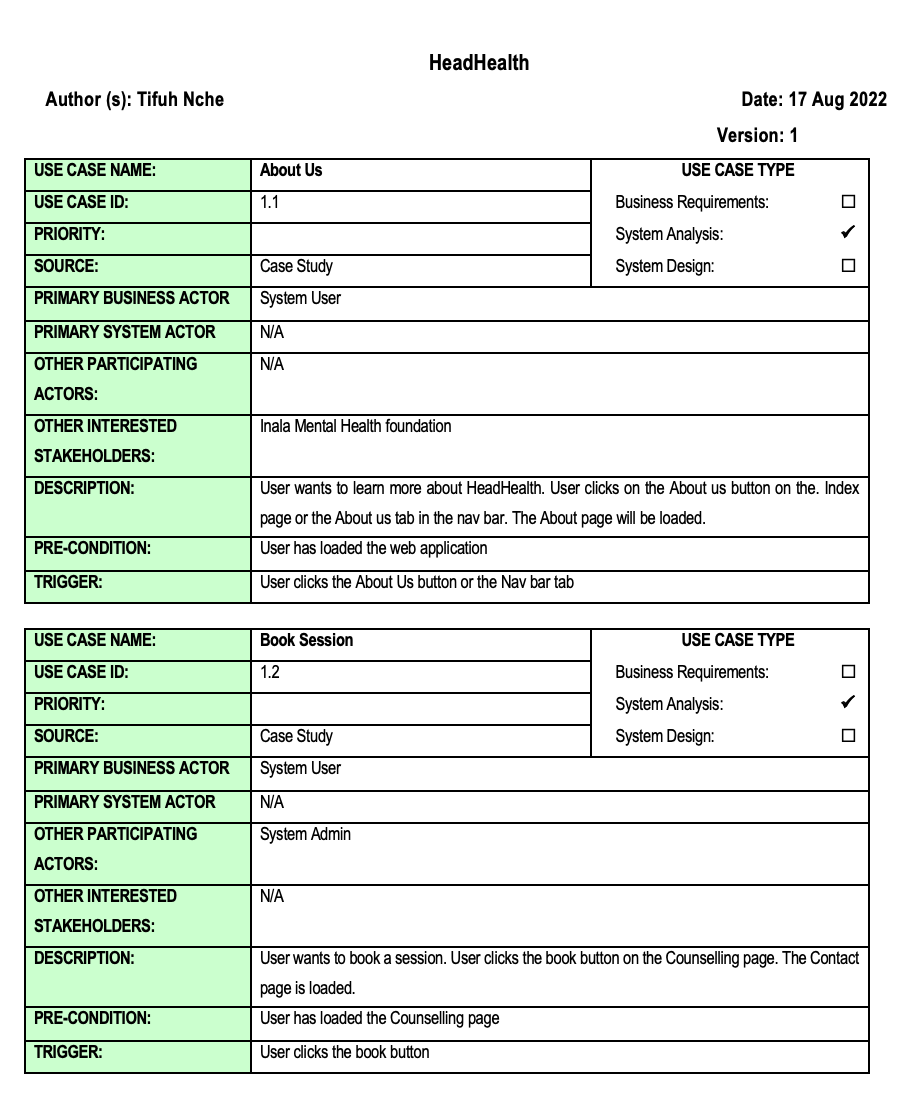 HeadHealth
Author (s): Tifuh Nche
Date: 17 Aug 2022
Version: 1
USE CASE NAME: About Us USE CASE TYPE
USE CASE ID: 1.1 Business Requirements: ☐
PRIORITY: System Analysis: ✓
SOURCE: Case Study System Design: ☐
PRIMARY BUSINESS ACTOR System User
PRIMARY SYSTEM ACTOR N/A
OTHER PARTICIPATING N/A
ACTORS:
OTHER INTERESTED Inala Mental Health foundation
STAKEHOLDERS:
DESCRIPTION: User wants to learn more about HeadHealth. User clicks on the About us button on the. Index
page or the About us tab in the nav bar. The About page will be loaded.
PRE-CONDITION: User has loaded the web application
TRIGGER: User clicks the About Us button or the Nav bar tab
USE CASE NAME: Book Session USE CASE TYPE
USE CASE ID: 1.2 Business Requirements: ☐
PRIORITY: System Analysis: ✓
SOURCE: Case Study System Design: ☐
PRIMARY BUSINESS ACTOR System User
PRIMARY SYSTEM ACTOR N/A
OTHER PARTICIPATING System Admin
ACTORS:
OTHER INTERESTED N/A
STAKEHOLDERS:
DESCRIPTION: User wants to book a session. User clicks the book button on the Counselling page. The Contact
page is loaded.
PRE-CONDITION: User has loaded the Counselling page
TRIGGER: User clicks the book button